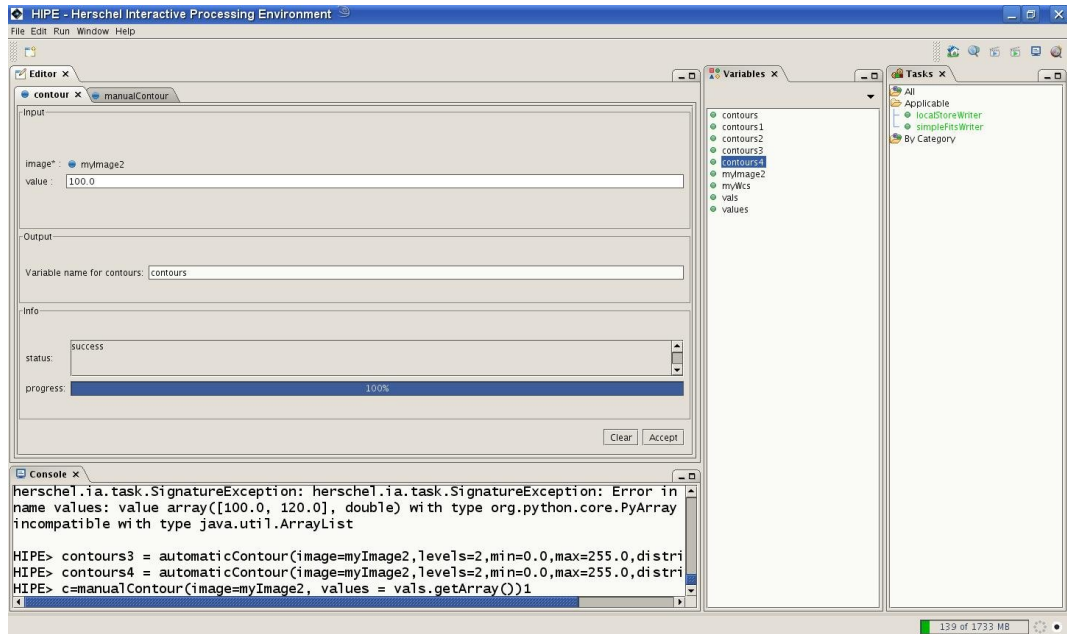 HIPE - Herschel Interactive Processing Environment
File Edit Run Window Help
Editor ×
contour ×
manualContour
Input
image* : myImage2
value : 100.0
Output
Variable name for contours: contours
Info
status: success
progress: 100%
Clear Accept
Console ×
herschel.ia.task.SignatureException: herschel.ia.task.SignatureException: Error in
name values: value array([100.0, 120.0], double) with type org.python.core.PyArray
incompatible with type java.util.ArrayList
HIPE> contours3 = automaticContour(image=myImage2,levels=2,min=0.0,max=255.0,distri
HIPE> contours4 = automaticContour(image=myImage2,levels=2,min=0.0,max=255.0,distri
HIPE> c=manualContour(image=myImage2, values = vals.getArray())1
Variables ×
contours
contours1
contours2
contours3
contours4
myImage2
myWcs
vals
values
Tasks ×
All
Applicable
localStoreWriter
simpleFitsWriter
By Category
139 of 1733 MB